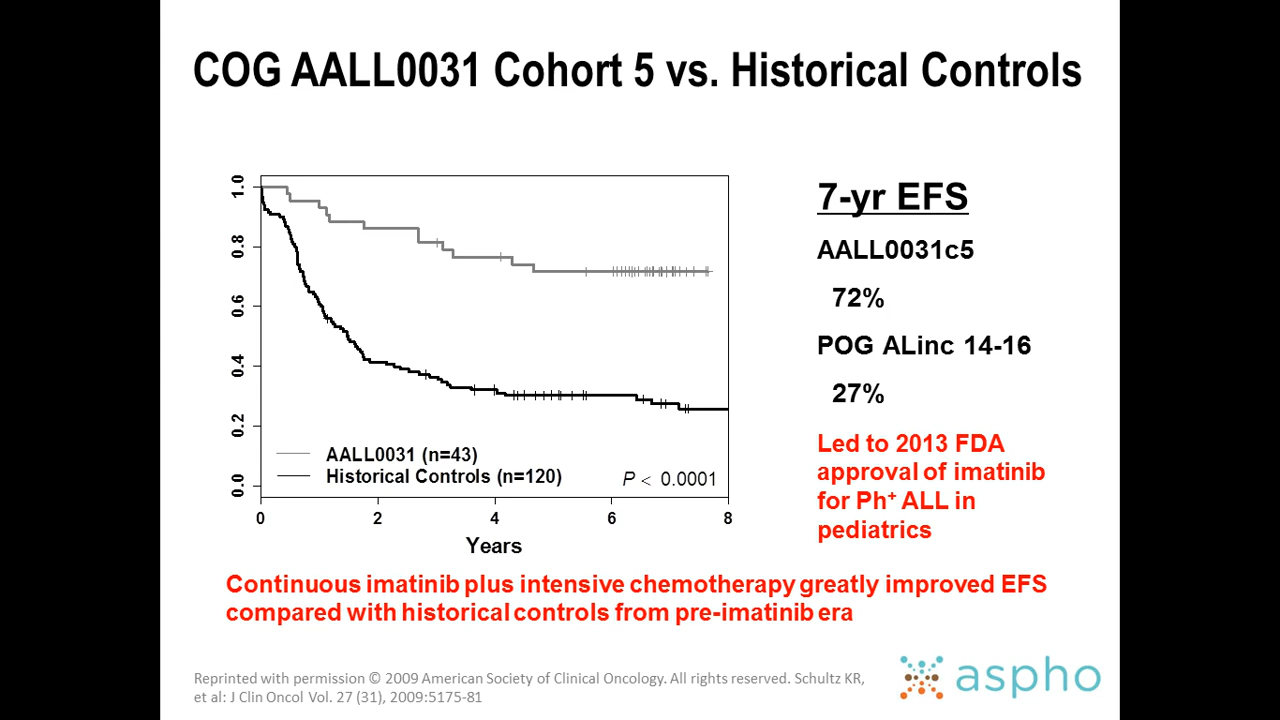 COG AALL0031 Cohort 5 vs. Historical Controls
1.0
0.8
0.6
0.4
0.2
0.0
AALL0031 (n=43)
Historical Controls (n=120)
P < 0.0001
0 2 4 6 8
Years
7-yr EFS
AALL0031c5
72%
POG ALinc 14-16
27%
Led to 2013 FDA
approval of imatinib
for Ph⁺ ALL in
pediatrics
Continuous imatinib plus intensive chemotherapy greatly improved EFS
compared with historical controls from pre-imatinib era
Reprinted with permission © 2009 American Society of Clinical Oncology. All rights reserved. Schultz KR,
et al: J Clin Oncol Vol. 27 (31), 2009:5175-81
aspho